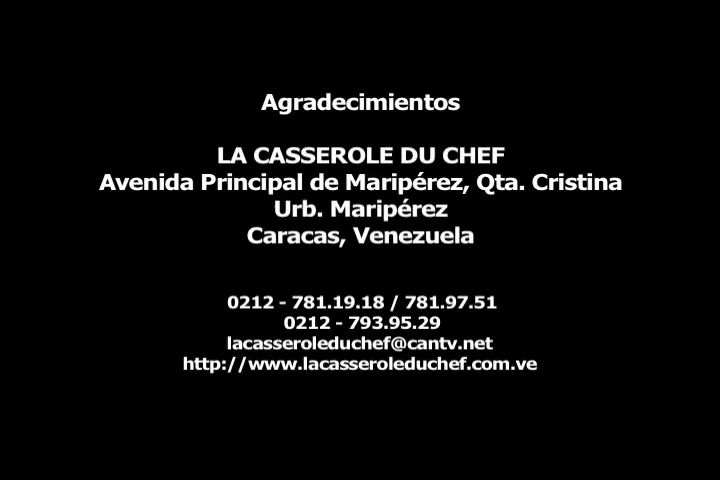 Agradecimientos
LA CASSEROLE DU CHEF
Avenida Principal de Maripérez, Qta. Cristina
Urb. Maripérez
Caracas, Venezuela
0212 - 781.19.18 / 781.97.51
0212 - 793.95.29
lacasseroleduchef@cantv.net
http://www.lacasseroleduchef.com.ve